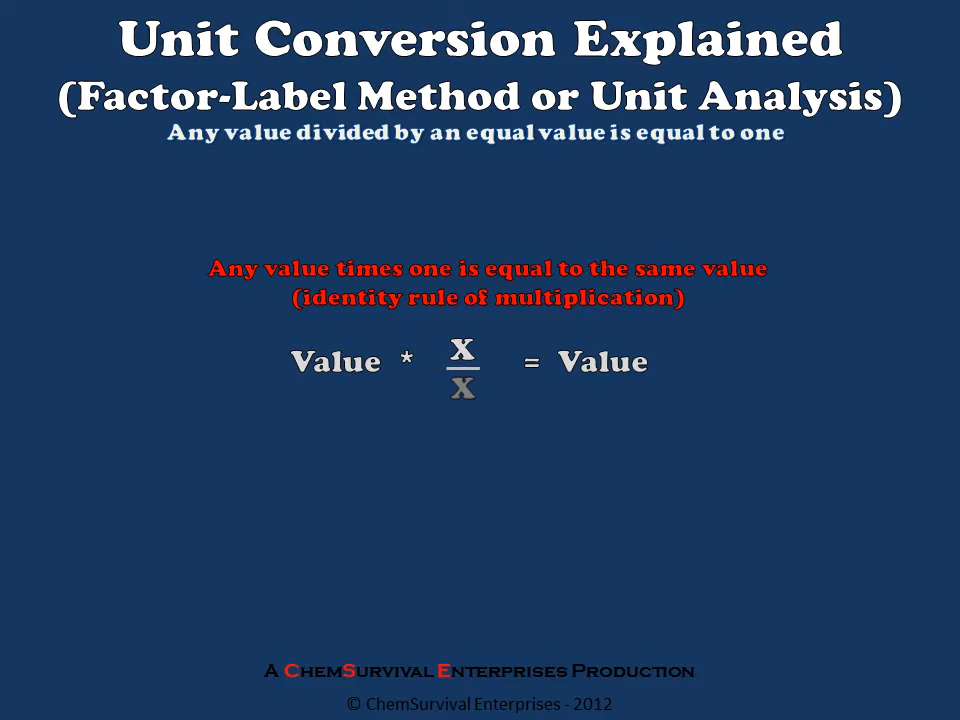 Unit Conversion Explained
(Factor-Label Method or Unit Analysis)
Any value divided by an equal value is equal to one
Any value times one is equal to the same value
(identity rule of multiplication)
X
Value * = Value
X
A ChemSurvival Enterprises Production
© ChemSurvival Enterprises - 2012